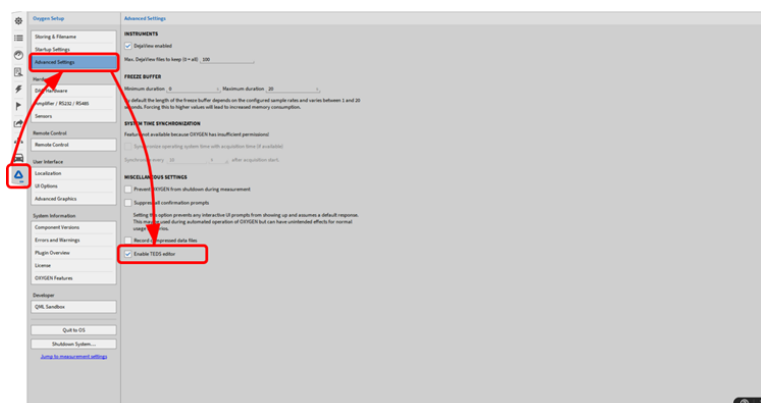 Oxygen Setup
Storing & Filename
Startup Settings
Advanced Settings
Hardware
DAQ Hardware
Amplifier / RS232 / RS485
Sensors
Remote Control
Remote Control
User Interface
Localization
UI Options
Advanced Graphics
System Information
Component Versions
Errors and Warnings
Plugin Overview
License
OXYGEN Features
Developer
QML Sandbox
Quit to OS
Shutdown System...
Jump to measurement settings
Advanced Settings
INSTRUMENTS
DejaView enabled
Max. DejaView files to keep (0 = all) 100
FREEZE BUFFER
Minimum duration 0 s, Maximum duration 20 s
By default the length of the freeze buffer depends on the configured sample rates and varies between 1 and 20
seconds. Forcing this to higher values will lead to increased memory consumption.
SYSTEM TIME SYNCHRONIZATION
Feature not available because OXYGEN has insufficient permissions!
Synchronize operating system time with acquisition time (if available)
Synchronize every 10 s, after acquisition start.
MISCELLANEOUS SETTINGS
Prevent OXYGEN from shutdown during measurement
Suppress all confirmation prompts
Setting this option prevents any interactive UI prompts from showing up and assumes a default response.
This may be used during automated operation of OXYGEN but can have unintended effects for normal
usage
Record compressed data files
Enable TEDS editor